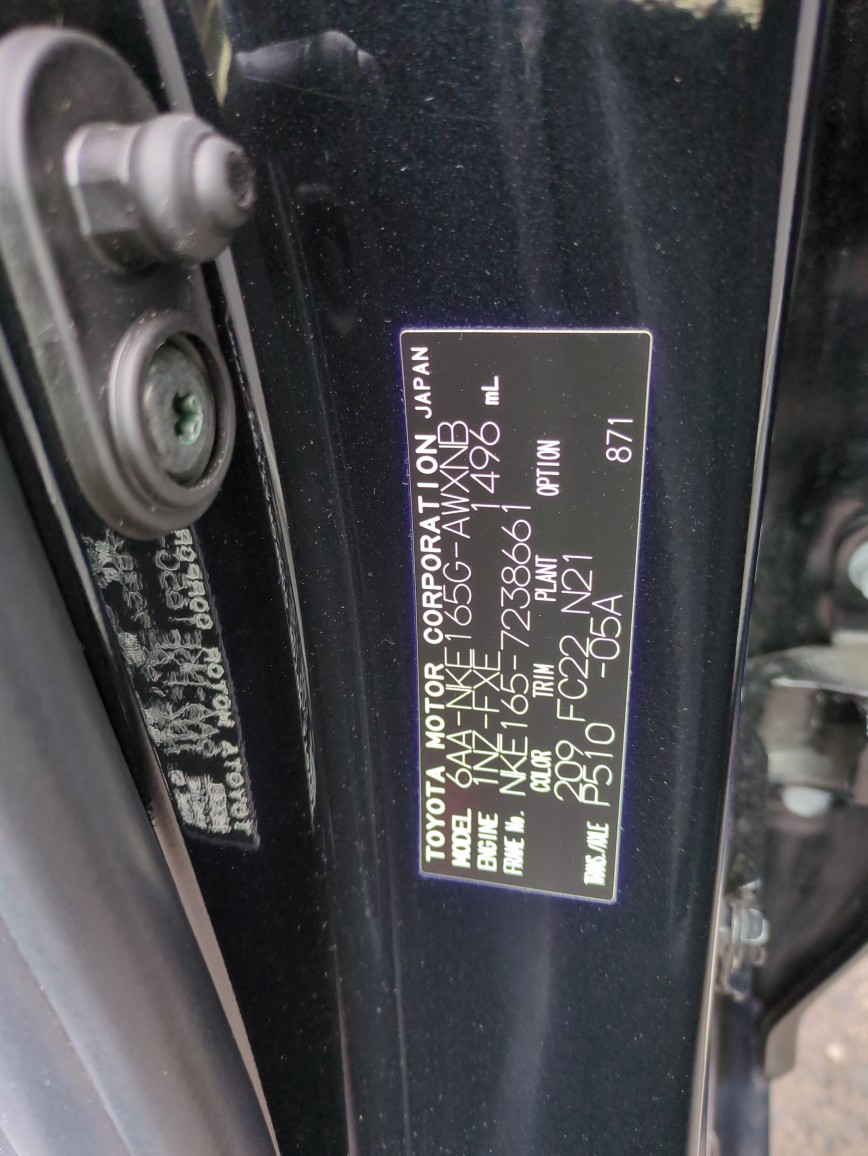 TOYOTA MOTOR CORPORATION JAPAN
MODEL 6AA-NKE165G-AWXNB
ENGINE 1NZ-FXE 1496 mL
FRAME No. NKE165-7238661
COLOR TRIM PLANT OPTION
209 FC22 N21
TRNS./AXLE P510 -05A 871